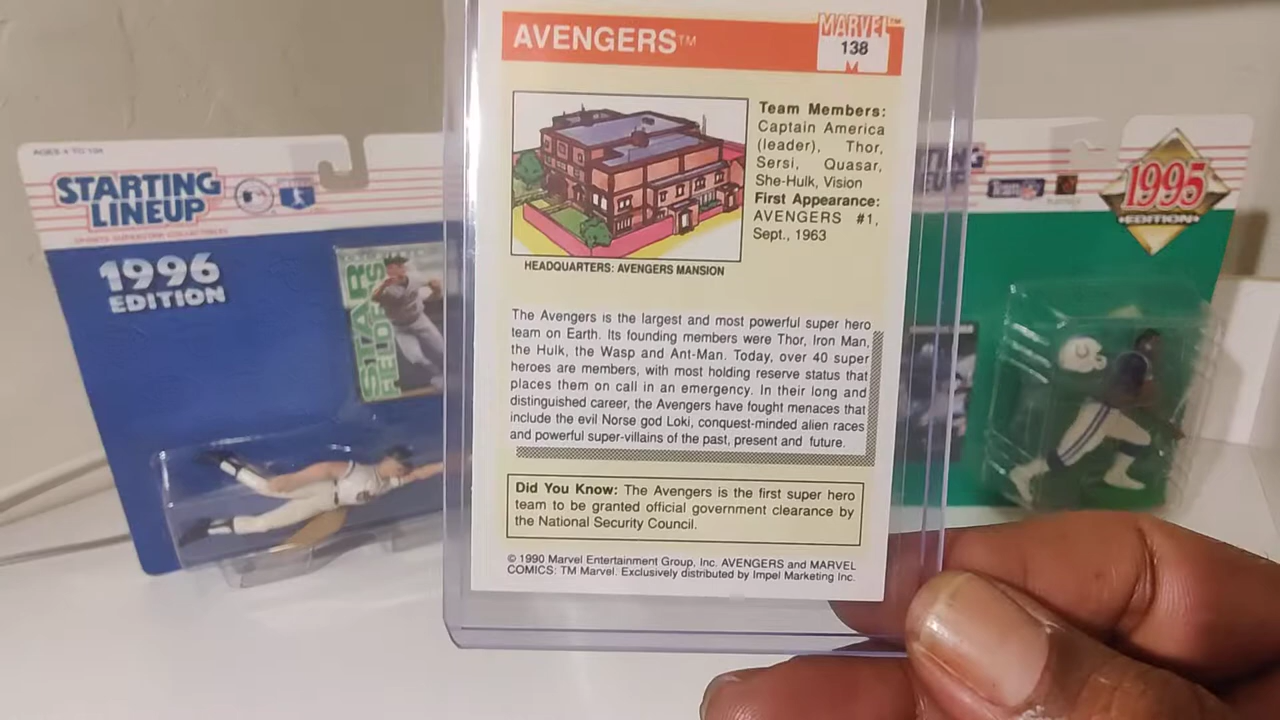 AVENGERS™
MARVEL™
138
Team Members:
Captain America
(leader), Thor,
Sersi, Quasar,
She-Hulk, Vision
First Appearance:
AVENGERS #1,
Sept., 1963
HEADQUARTERS: AVENGERS MANSION
The Avengers is the largest and most powerful super hero
team on Earth. Its founding members were Thor, Iron Man,
the Hulk, the Wasp and Ant-Man. Today, over 40 super
heroes are members, with most holding reserve status that
places them on call in an emergency. In their long and
distinguished career, the Avengers have fought menaces that
include the evil Norse god Loki, conquest-minded alien races
and powerful super-villains of the past, present and future.
Did You Know: The Avengers is the first super hero
team to be granted official government clearance by
the National Security Council.
© 1990 Marvel Entertainment Group, Inc. AVENGERS and MARVEL
COMICS: TM Marvel. Exclusively distributed by Impel Marketing Inc.
STARTING
LINEUP
SPORTS SUPERSTAR COLLECTIBLES
1996
EDITION
STAR
FIELDERS
1995
EDITION